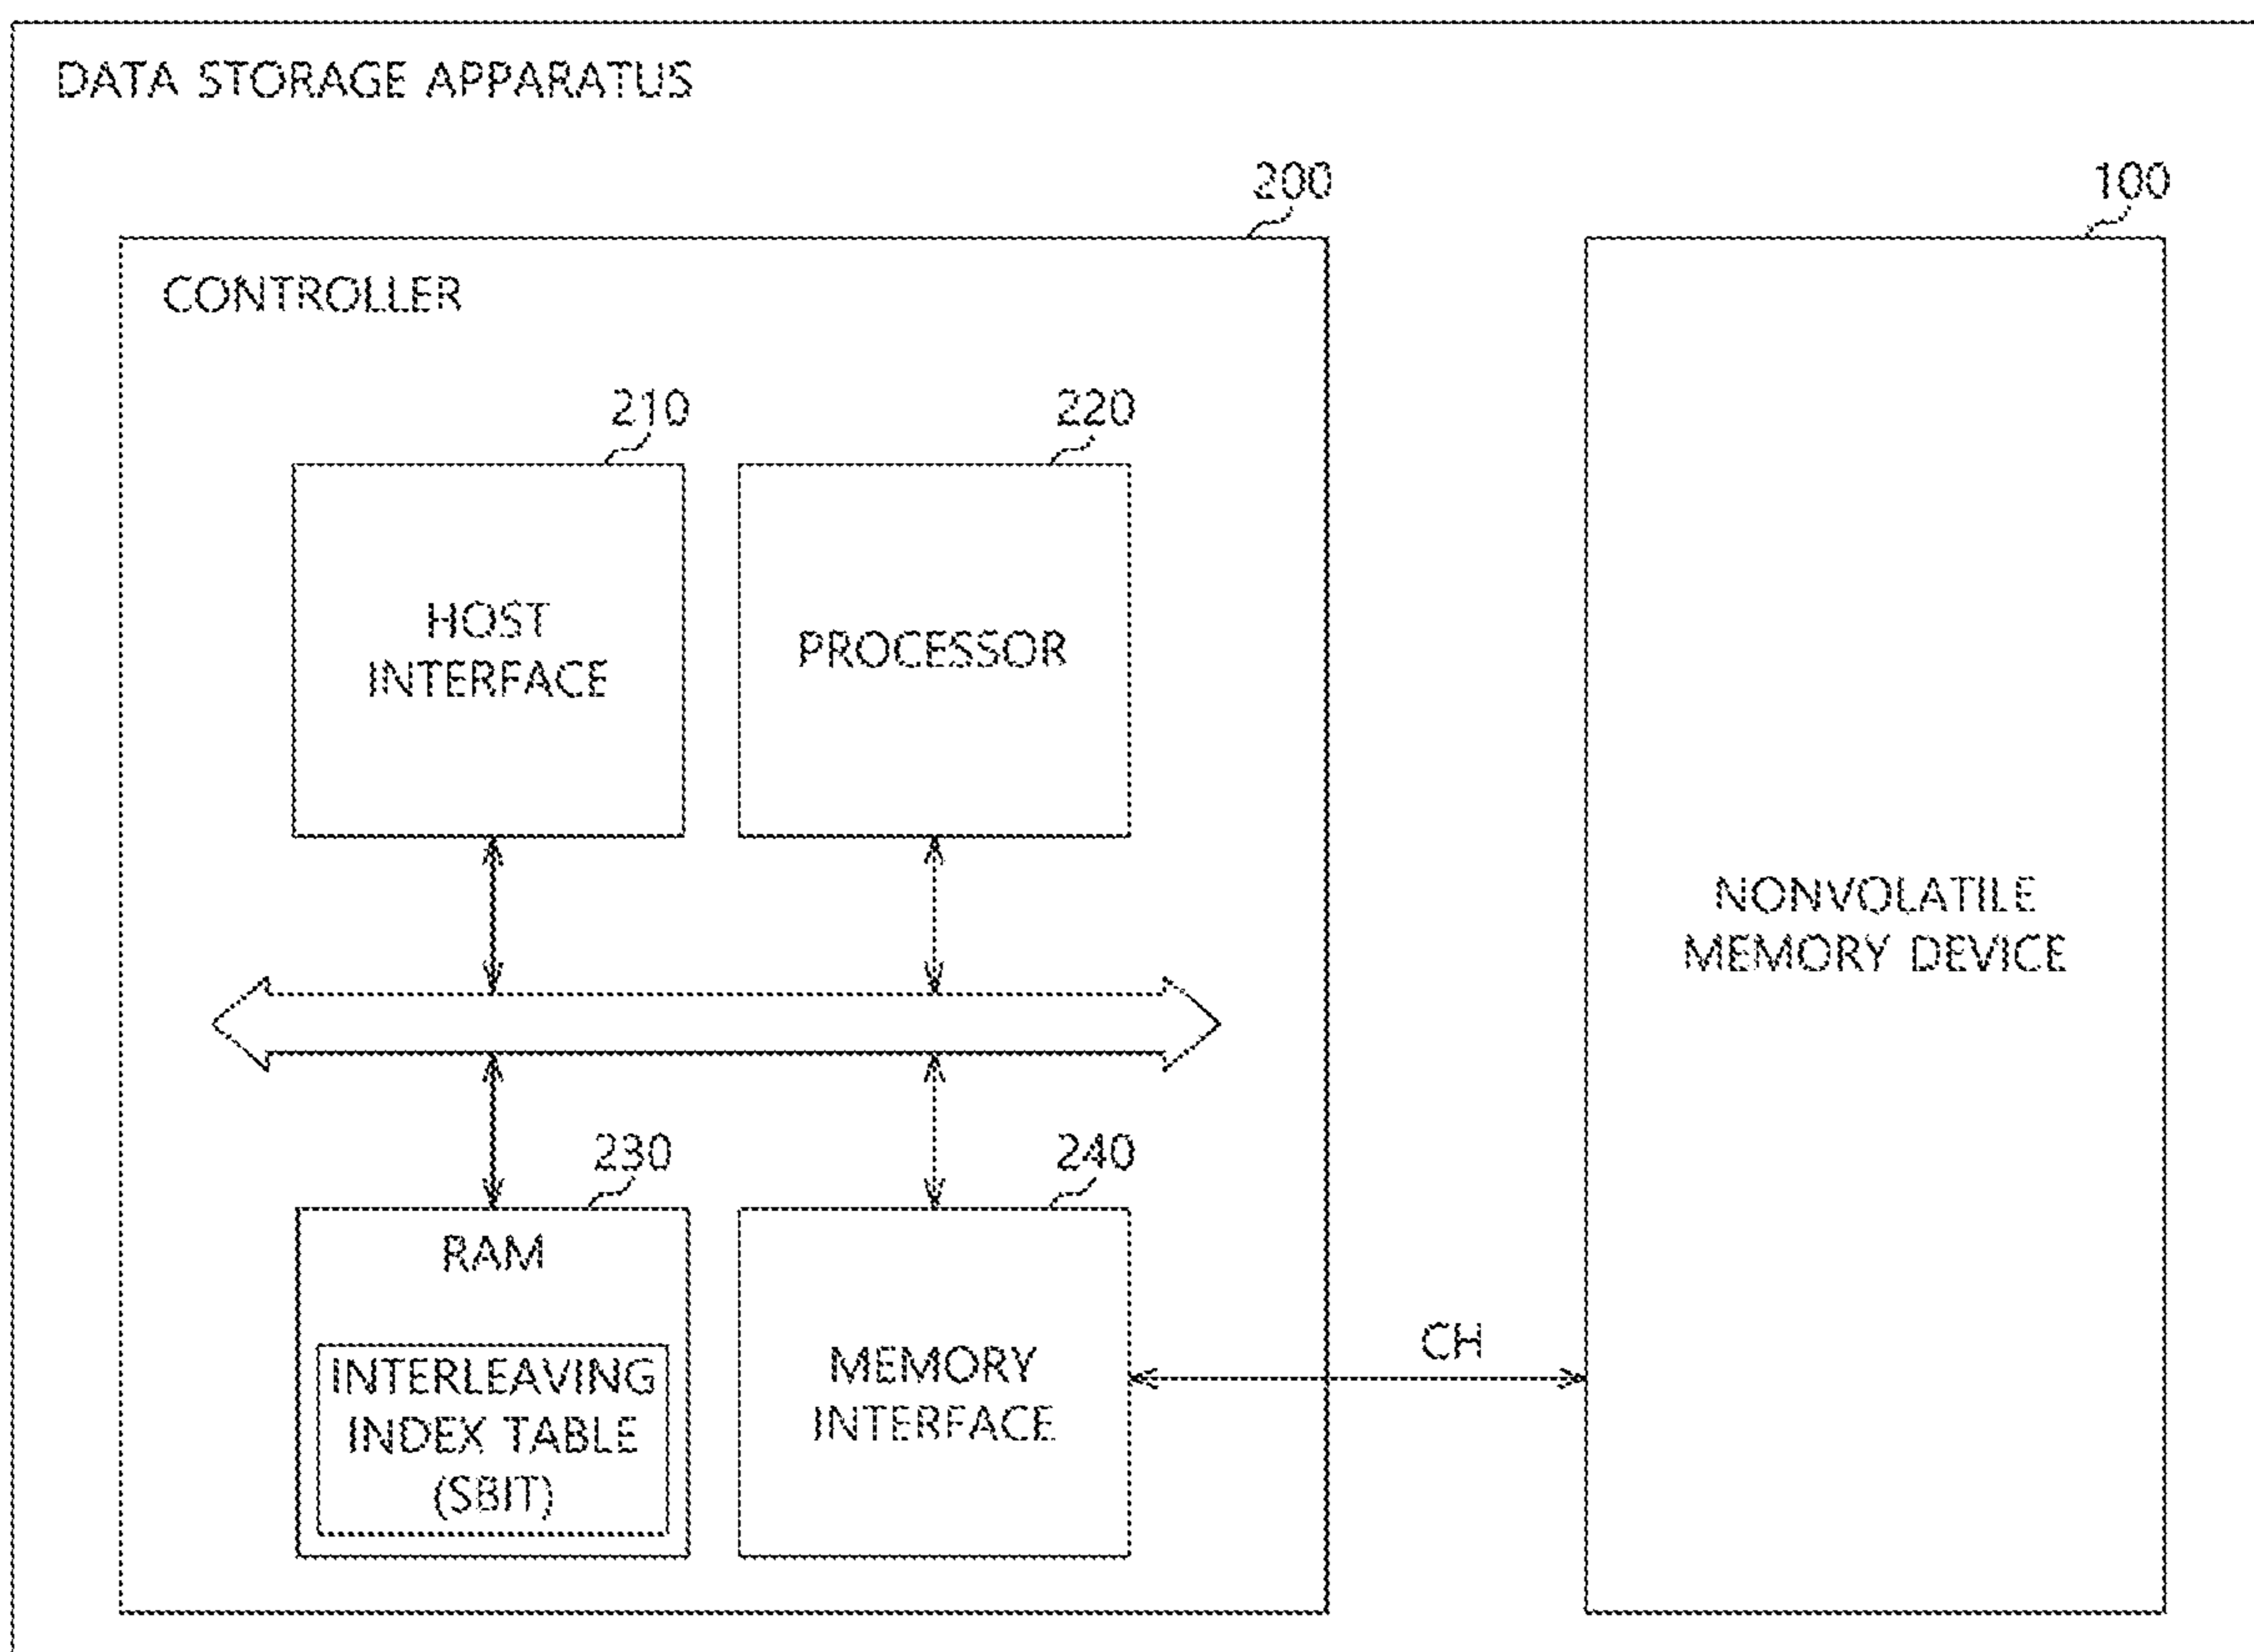 DATA STORAGE APPARATUS
200
100
CONTROLLER
210
220
HOST
INTERFACE
PROCESSOR
NONVOLATILE
MEMORY DEVICE
230
240
RAM
INTERLEAVING
INDEX TABLE
(SBIT)
MEMORY
INTERFACE
CH